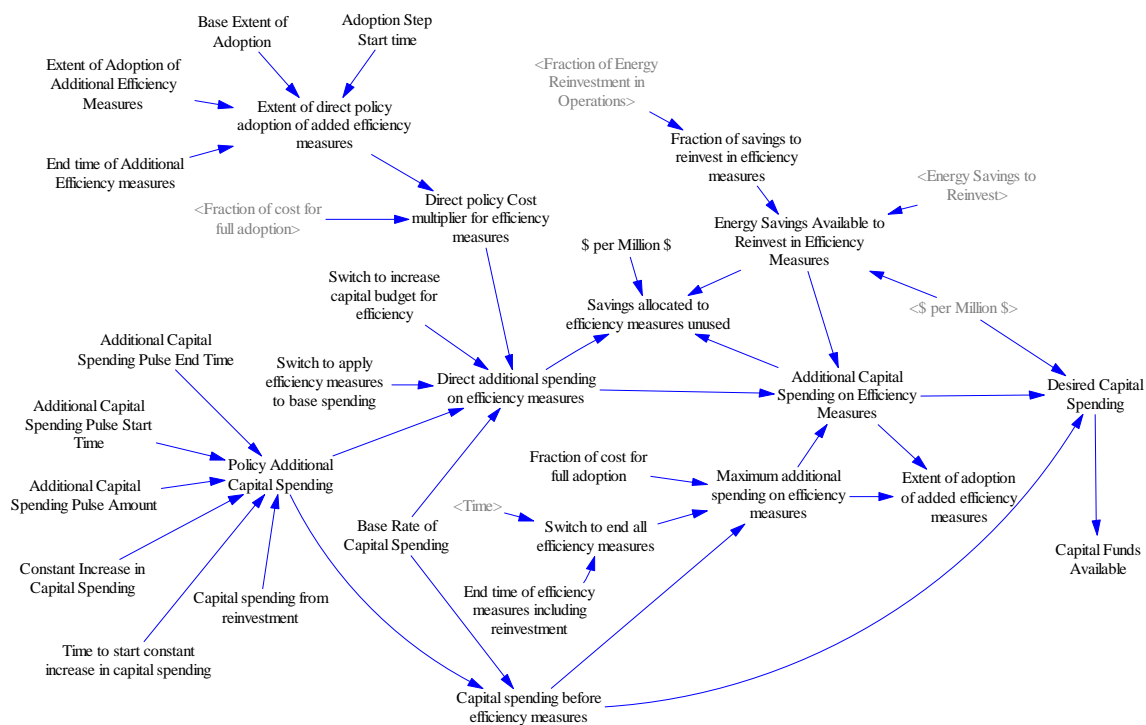 Base Extent of
Adoption
Adoption Step
Start time
Extent of Adoption of
Additional Efficiency
Measures
<Fraction of Energy
Reinvestment in
Operations>
Extent of direct policy
adoption of added efficiency
measures
End time of Additional
Efficiency measures
Fraction of savings to
reinvest in efficiency
measures
<Fraction of cost for
full adoption>
Direct policy Cost
multiplier for efficiency
measures
<Energy Savings to
Reinvest>
Energy Savings Available to
Reinvest in Efficiency
Measures
$ per Million $
Switch to increase
capital budget for
efficiency
Savings allocated to
efficiency measures unused
<$ per Million $>
Additional Capital
Spending Pulse End Time
Switch to apply
efficiency measures
to base spending
Direct additional spending
on efficiency measures
Additional Capital
Spending on Efficiency
Measures
Desired Capital
Spending
Additional Capital
Spending Pulse Start
Time
Policy Additional
Capital Spending
Additional Capital
Spending Pulse Amount
Fraction of cost for
full adoption
Maximum additional
spending on efficiency
measures
Extent of adoption
of added efficiency
measures
<Time>
Base Rate of
Capital Spending
Switch to end all
efficiency measures
Capital Funds
Available
Constant Increase in
Capital Spending
Capital spending from
reinvestment
End time of efficiency
measures including
reinvestment
Time to start constant
increase in capital spending
Capital spending before
efficiency measures